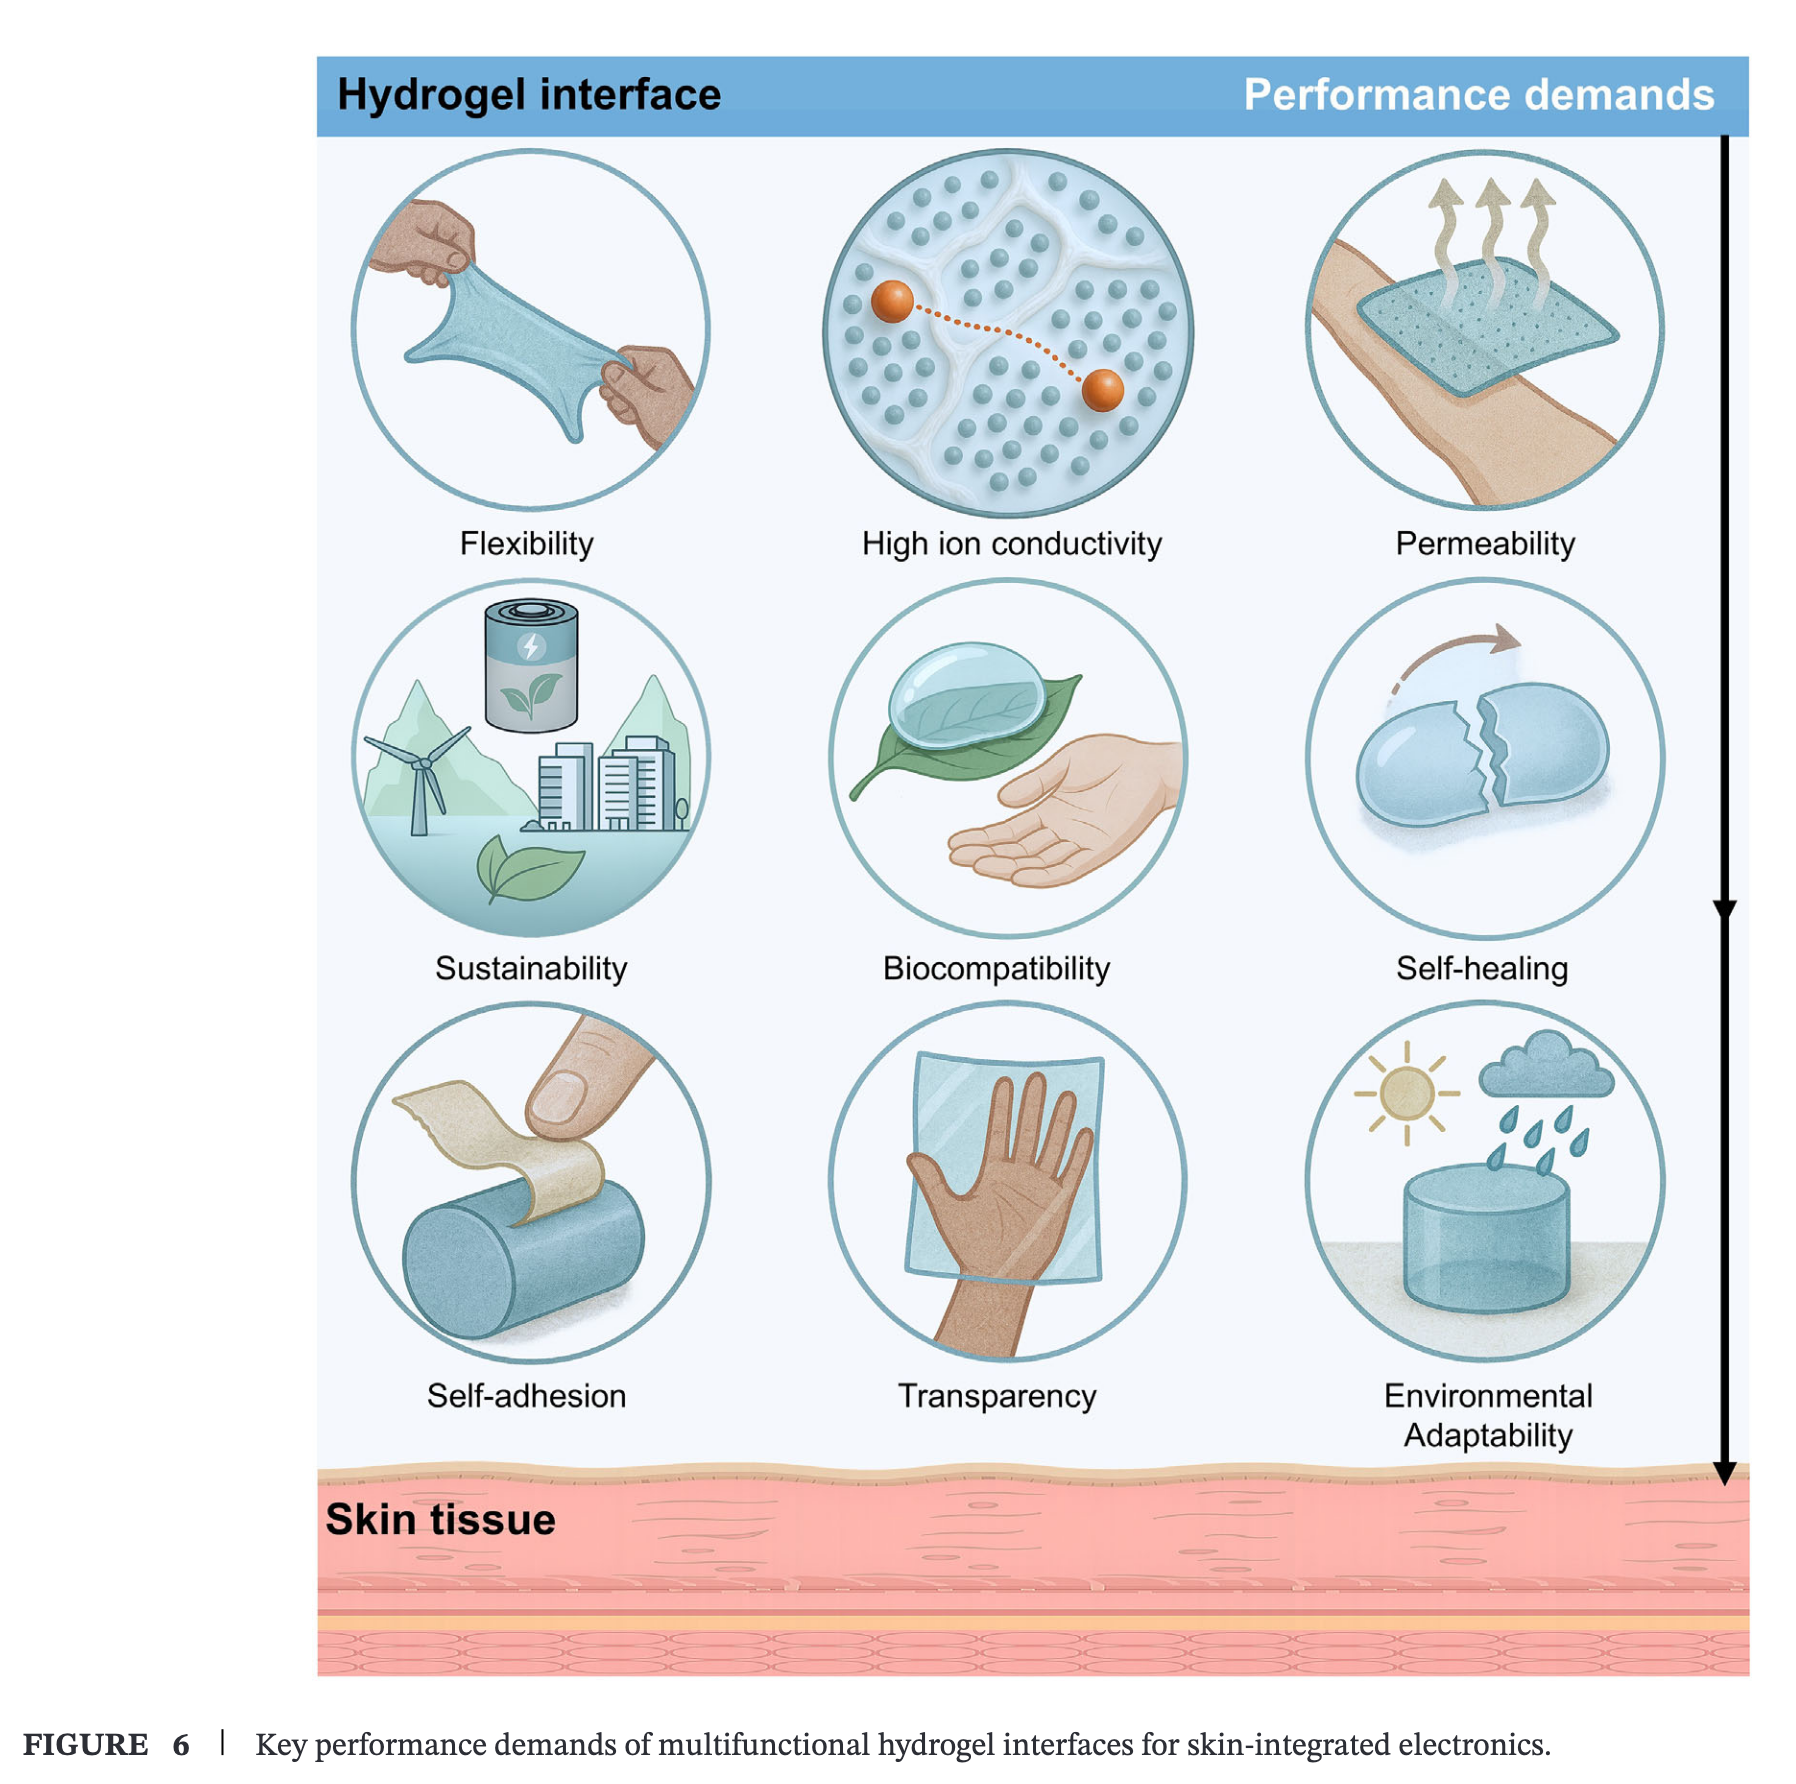 Hydrogel interface
Performance demands
Flexibility
High ion conductivity
Permeability
Sustainability
Biocompatibility
Self-healing
Self-adhesion
Transparency
Environmental
Adaptability
Skin tissue
FIGURE 6 | Key performance demands of multifunctional hydrogel interfaces for skin-integrated electronics.